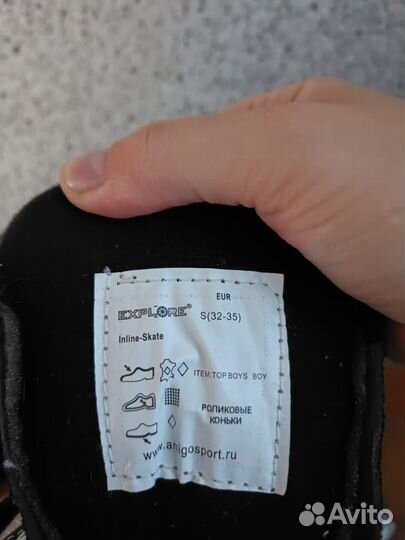 EUR
EXPLORE® S(32-35)
Inline-Skate
ITEM:TOP BOYS BOY
РОЛИКОВЫЕ
КОНЬКИ
www.amigosport.ru
Avito